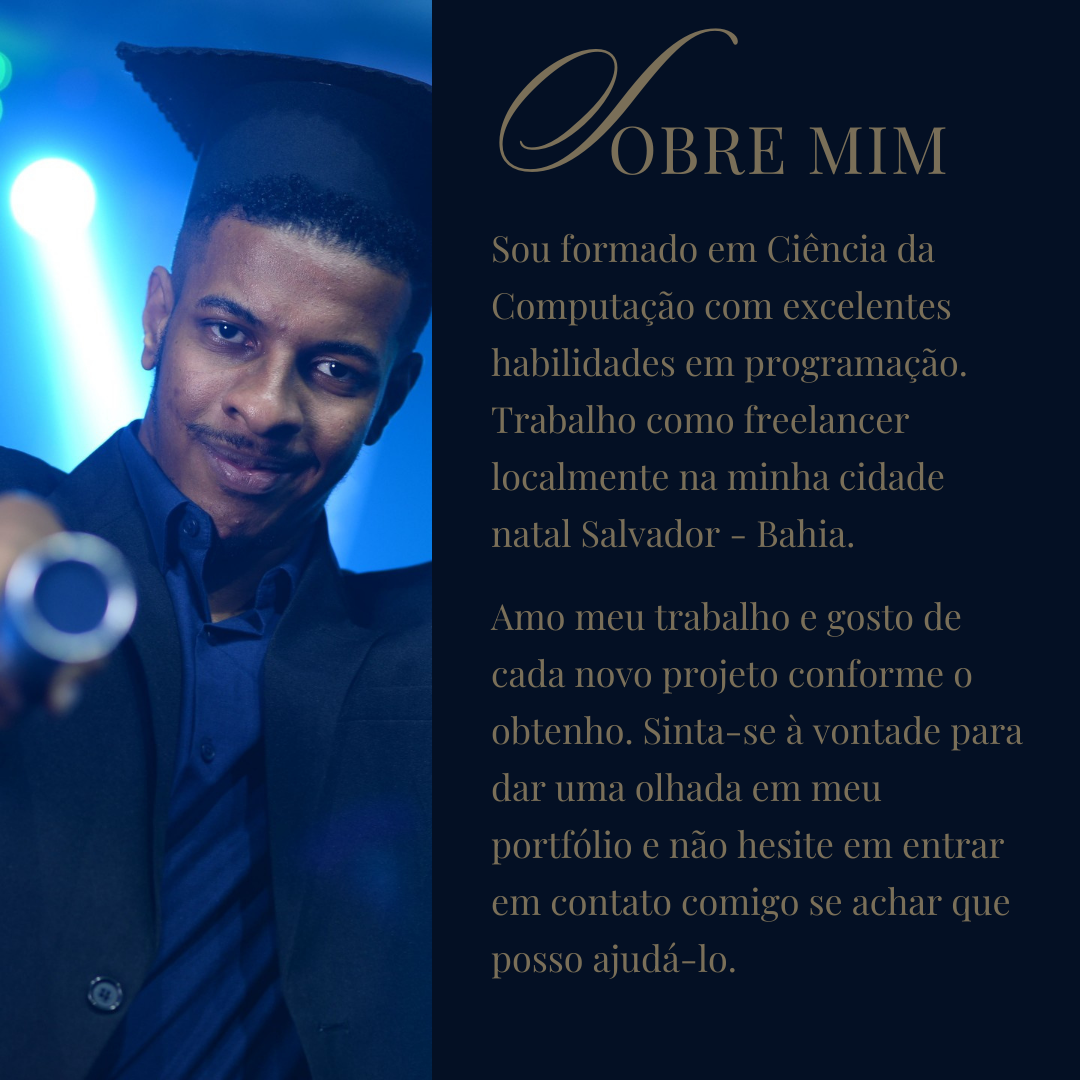 SOBRE MIM
Sou formado em Ciência da
Computação com excelentes
habilidades em programação.
Trabalho como freelancer
localmente na minha cidade
natal Salvador - Bahia.
Amo meu trabalho e gosto de
cada novo projeto conforme o
obtenho. Sinta-se à vontade para
dar uma olhada em meu
portfólio e não hesite em entrar
em contato comigo se achar que
posso ajudá-lo.